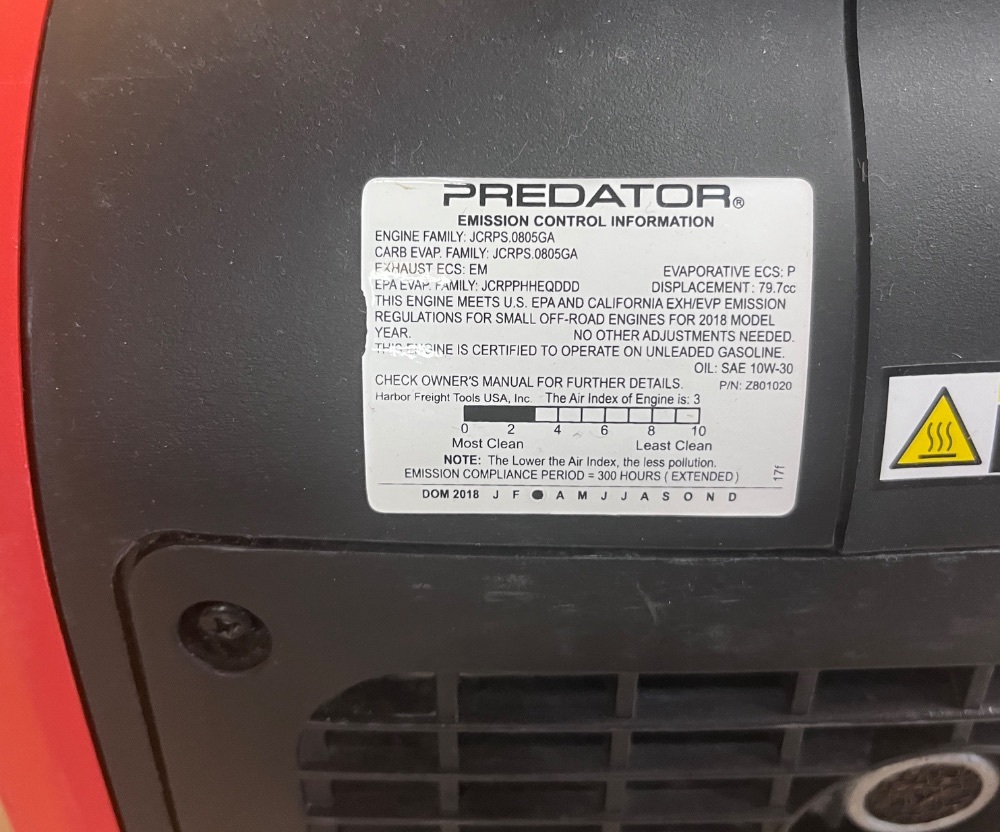 PREDATOR®
EMISSION CONTROL INFORMATION
ENGINE FAMILY: JCRPS.0805GA
CARB EVAP. FAMILY: JCRPS.0805GA
EXHAUST ECS: EM EVAPORATIVE ECS: P
EPA EVAP. FAMILY: JCRPPHHEQDDD DISPLACEMENT: 79.7cc
THIS ENGINE MEETS U.S. EPA AND CALIFORNIA EXH/EVP EMISSION
REGULATIONS FOR SMALL OFF-ROAD ENGINES FOR 2018 MODEL
YEAR. NO OTHER ADJUSTMENTS NEEDED.
THIS ENGINE IS CERTIFIED TO OPERATE ON UNLEADED GASOLINE.
OIL: SAE 10W-30
CHECK OWNER'S MANUAL FOR FURTHER DETAILS. P/N: Z801020
Harbor Freight Tools USA, Inc. The Air Index of Engine is: 3
0 2 4 6 8 10
Most Clean Least Clean
NOTE: The Lower the Air Index, the less pollution.
EMISSION COMPLIANCE PERIOD = 300 HOURS ( EXTENDED )
17f
DOM 2018 J F A M J J A S O N D